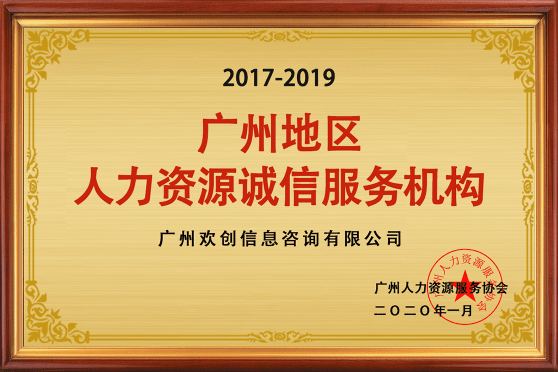 2017-2019
广州地区
人力资源诚信服务机构
广州欢创信息咨询有限公司
广州人力资源服务协会
广州人力资源服务协会
二〇二〇年一月